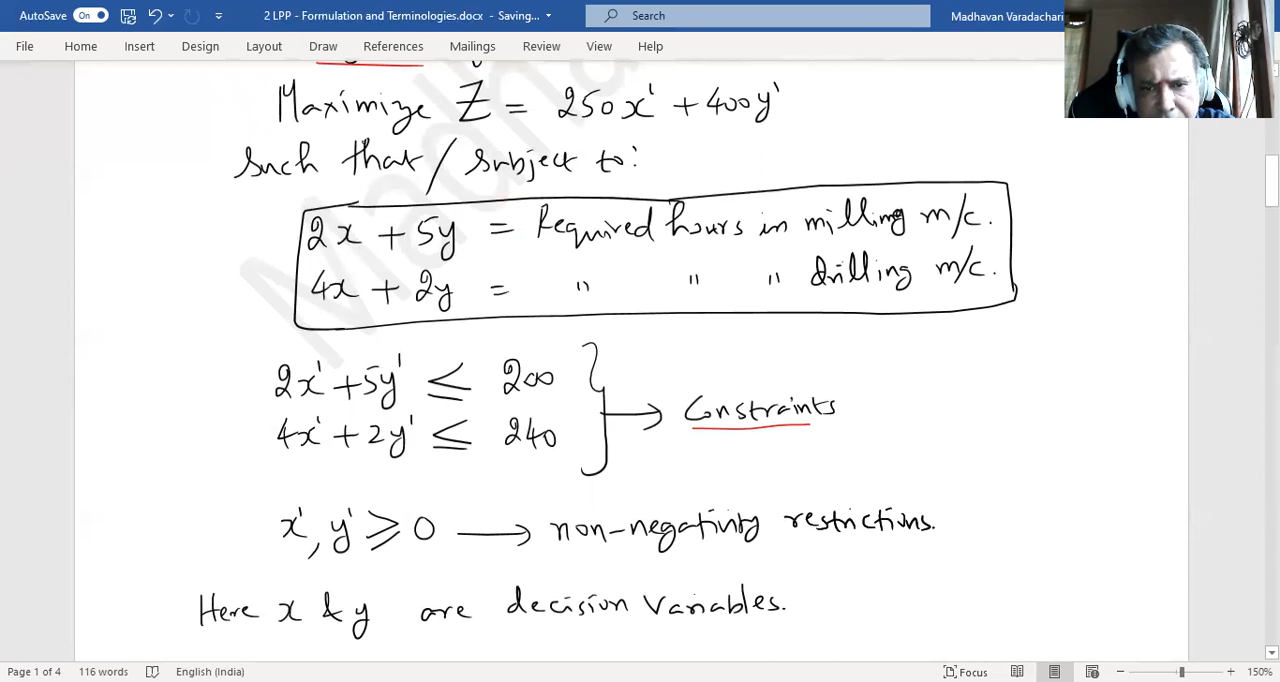 AutoSave On 2 LPP - Formulation and Terminologies.docx - Saving... Search Madhavan Varadachari
File Home Insert Design Layout Draw References Mailings Review View Help
Maximize Z = 250x' + 400y'
Such that / Subject to:
2x + 5y = Required hours in milling m/c.
4x + 2y = " " " drilling m/c.
2x' + 5y' ≤ 200
4x' + 2y' ≤ 240
Constraints
x', y' ≥ 0 → non-negativity restrictions.
Here x & y are decision variables.
Page 1 of 4 116 words English (India) Focus 150%